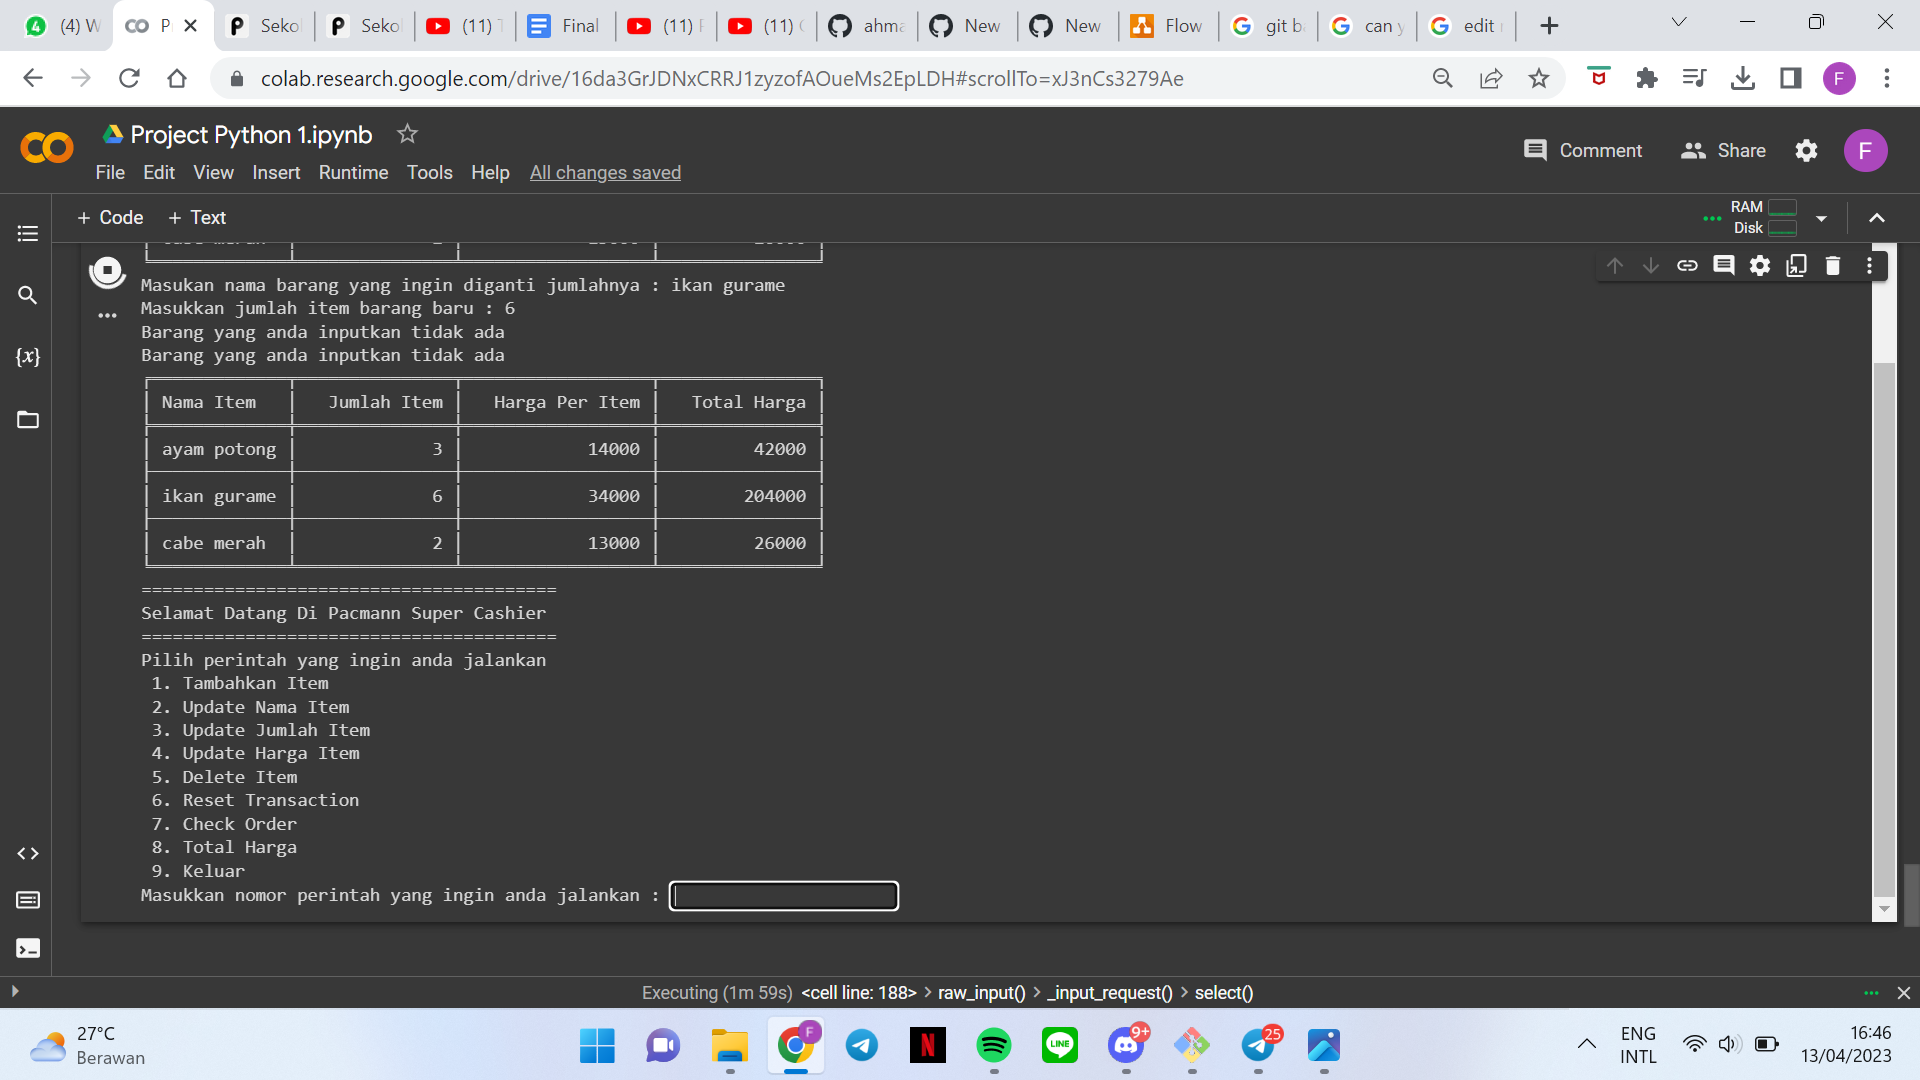 (4) W
P
Seko
Seko
(11) T
Final
(11) F
(11) (
ahma
New
New
Flow
git b
can y
edit
colab.research.google.com/drive/16da3GrJDNxCRRJ1zyzofAOueMs2EpLDH#scrollTo=xJ3nCs3279Ae
F
Project Python 1.ipynb
File Edit View Insert Runtime Tools Help All changes saved
Comment
Share
F
+ Code + Text
RAM
Disk
{x}
Masukan nama barang yang ingin diganti jumlahnya : ikan gurame
Masukkan jumlah item barang baru : 6
Barang yang anda inputkan tidak ada
Barang yang anda inputkan tidak ada
Nama Item Jumlah Item Harga Per Item Total Harga
ayam potong 3 14000 42000
ikan gurame 6 34000 204000
cabe merah 2 13000 26000
========================================
Selamat Datang Di Pacmann Super Cashier
========================================
Pilih perintah yang ingin anda jalankan
1. Tambahkan Item
2. Update Nama Item
3. Update Jumlah Item
4. Update Harga Item
5. Delete Item
6. Reset Transaction
7. Check Order
8. Total Harga
9. Keluar
Masukkan nomor perintah yang ingin anda jalankan :
Executing (1m 59s) <cell line: 188> > raw_input() > _input_request() > select()
27°C
Berawan
F
N
LINE
9+
25
ENG
INTL
16:46
13/04/2023